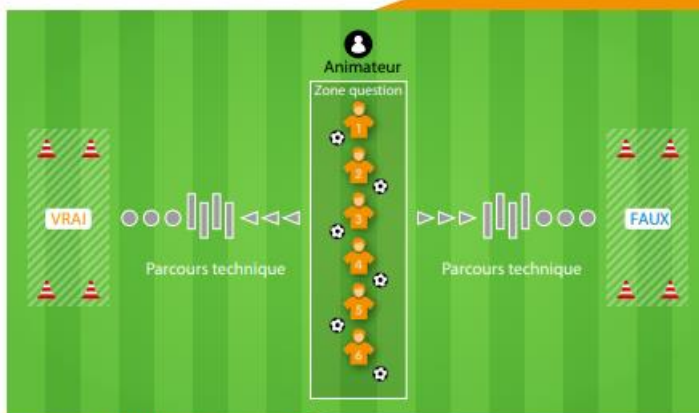 Animateur
Zone question
1
2
3
4
5
6
VRAI
FAUX
Parcours technique
Parcours technique